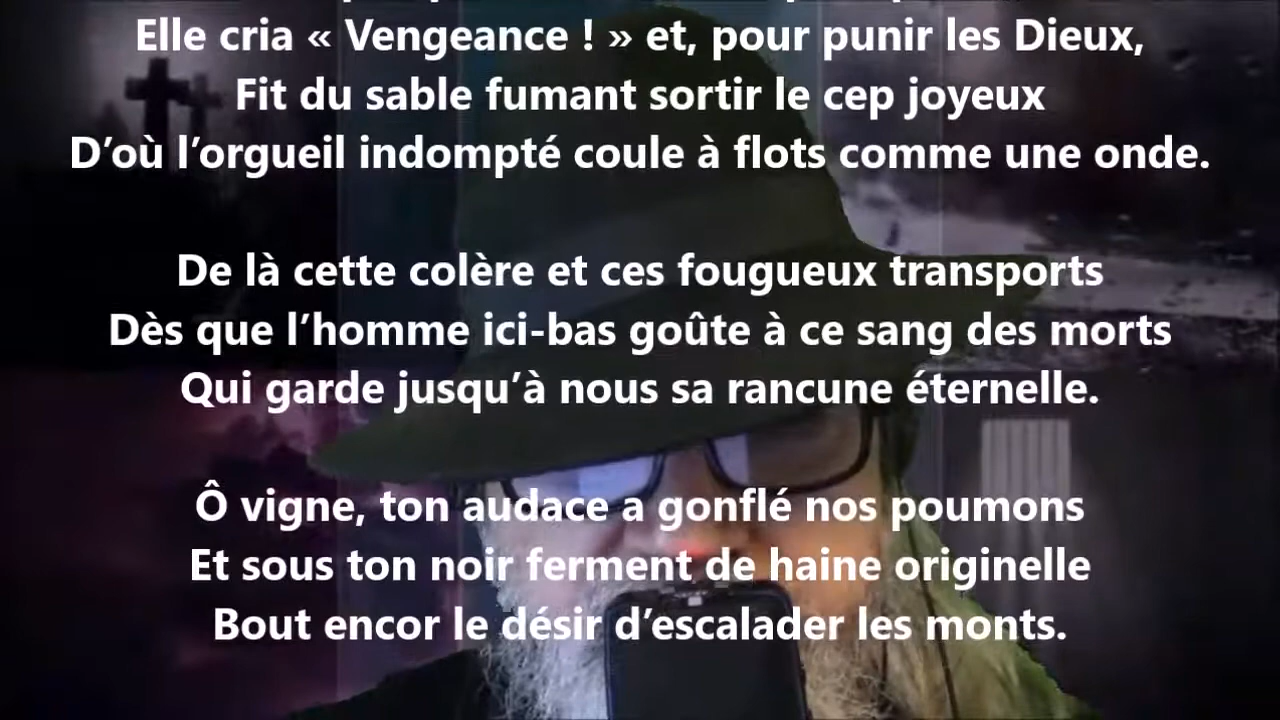 Elle cria « Vengeance ! » et, pour punir les Dieux,
Fit du sable fumant sortir le cep joyeux
D’où l’orgueil indompté coule à flots comme une onde.
De là cette colère et ces fougueux transports
Dès que l’homme ici-bas goûte à ce sang des morts
Qui garde jusqu’à nous sa rancune éternelle.
Ô vigne, ton audace a gonflé nos poumons
Et sous ton noir ferment de haine originelle
Bout encor le désir d’escalader les monts.